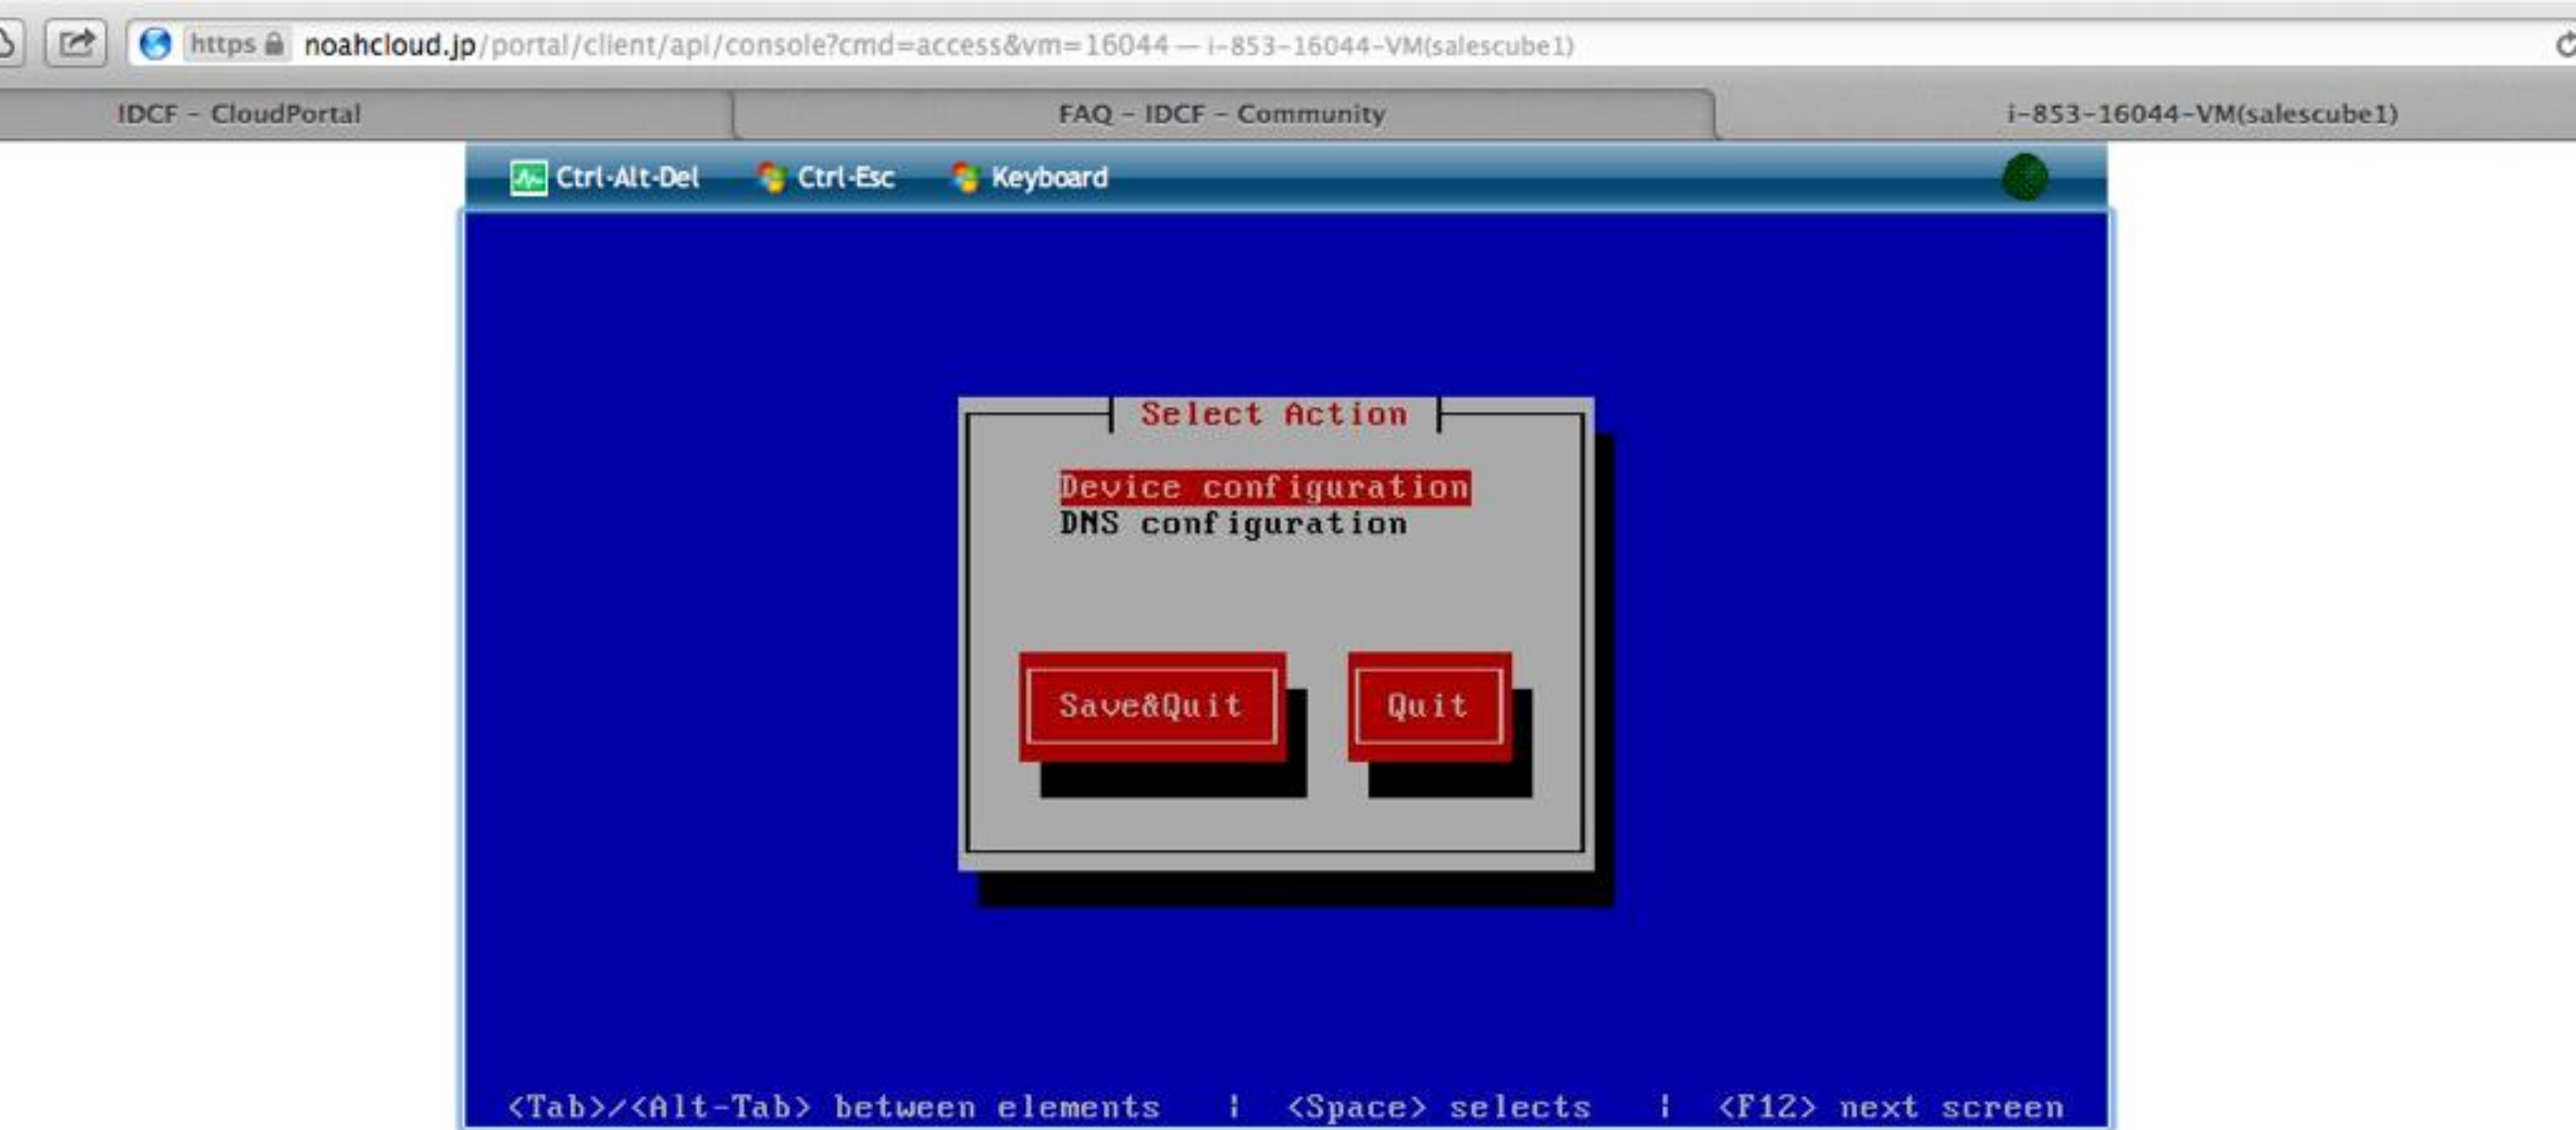 https noahcloud.jp/portal/client/api/console?cmd=access&vm=16044 — i-853-16044-VM(salescube1)
IDCF - CloudPortal FAQ - IDCF - Community i-853-16044-VM(salescube1)
Ctrl-Alt-Del Ctrl-Esc Keyboard
Select Action
Device configuration
DNS configuration
Save&Quit Quit
<Tab>/<Alt-Tab> between elements | <Space> selects | <F12> next screen